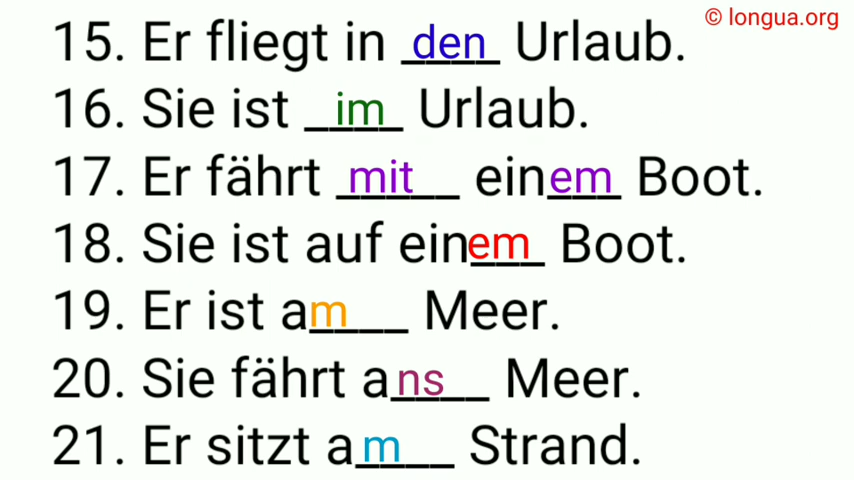 © longua.org
15. Er fliegt in den Urlaub.
16. Sie ist im Urlaub.
17. Er fährt mit einem Boot.
18. Sie ist auf einem Boot.
19. Er ist am Meer.
20. Sie fährt ans Meer.
21. Er sitzt am Strand.